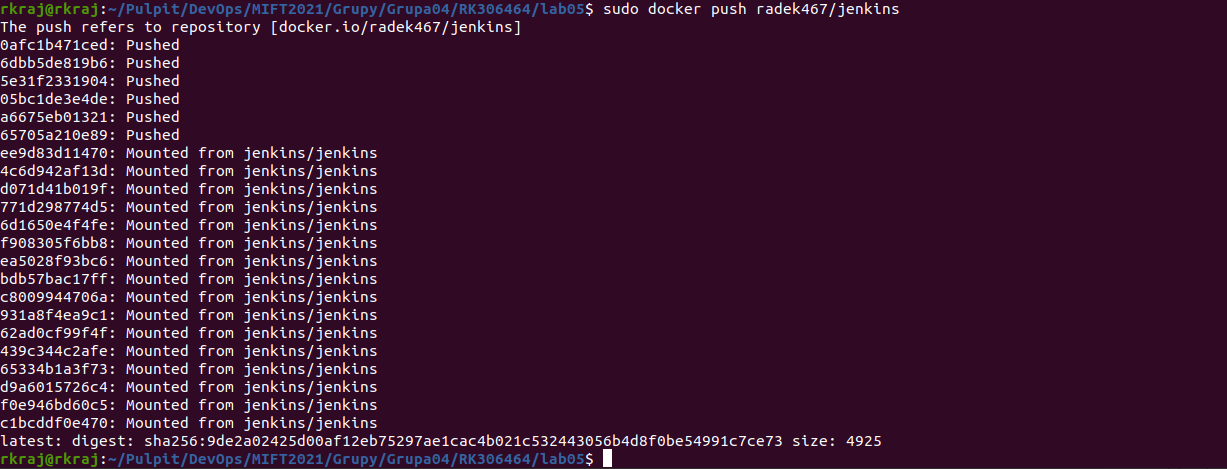 rkraj@rkraj:~/Pulpit/DevOps/MIFT2021/Grupy/Grupa04/RK306464/lab05$ sudo docker push radek467/jenkins
The push refers to repository [docker.io/radek467/jenkins]
0afc1b471ced: Pushed
6dbb5de819b6: Pushed
5e31f2331904: Pushed
05bc1de3e4de: Pushed
a6675eb01321: Pushed
65705a210e89: Pushed
ee9d83d11470: Mounted from jenkins/jenkins
4c6d942af13d: Mounted from jenkins/jenkins
d071d41b019f: Mounted from jenkins/jenkins
771d298774d5: Mounted from jenkins/jenkins
6d1650e4f4fe: Mounted from jenkins/jenkins
f908305f6bb8: Mounted from jenkins/jenkins
ea5028f93bc6: Mounted from jenkins/jenkins
bdb57bac17ff: Mounted from jenkins/jenkins
c8009944706a: Mounted from jenkins/jenkins
931a8f4ea9c1: Mounted from jenkins/jenkins
62ad0cf99f4f: Mounted from jenkins/jenkins
439c344c2afe: Mounted from jenkins/jenkins
65334b1a3f73: Mounted from jenkins/jenkins
d9a6015726c4: Mounted from jenkins/jenkins
f0e946bd60c5: Mounted from jenkins/jenkins
c1bcddf0e470: Mounted from jenkins/jenkins
latest: digest: sha256:9de2a02425d00af12eb75297ae1cac4b021c532443056b4d8f0be54991c7ce73 size: 4925
rkraj@rkraj:~/Pulpit/DevOps/MIFT2021/Grupy/Grupa04/RK306464/lab05$